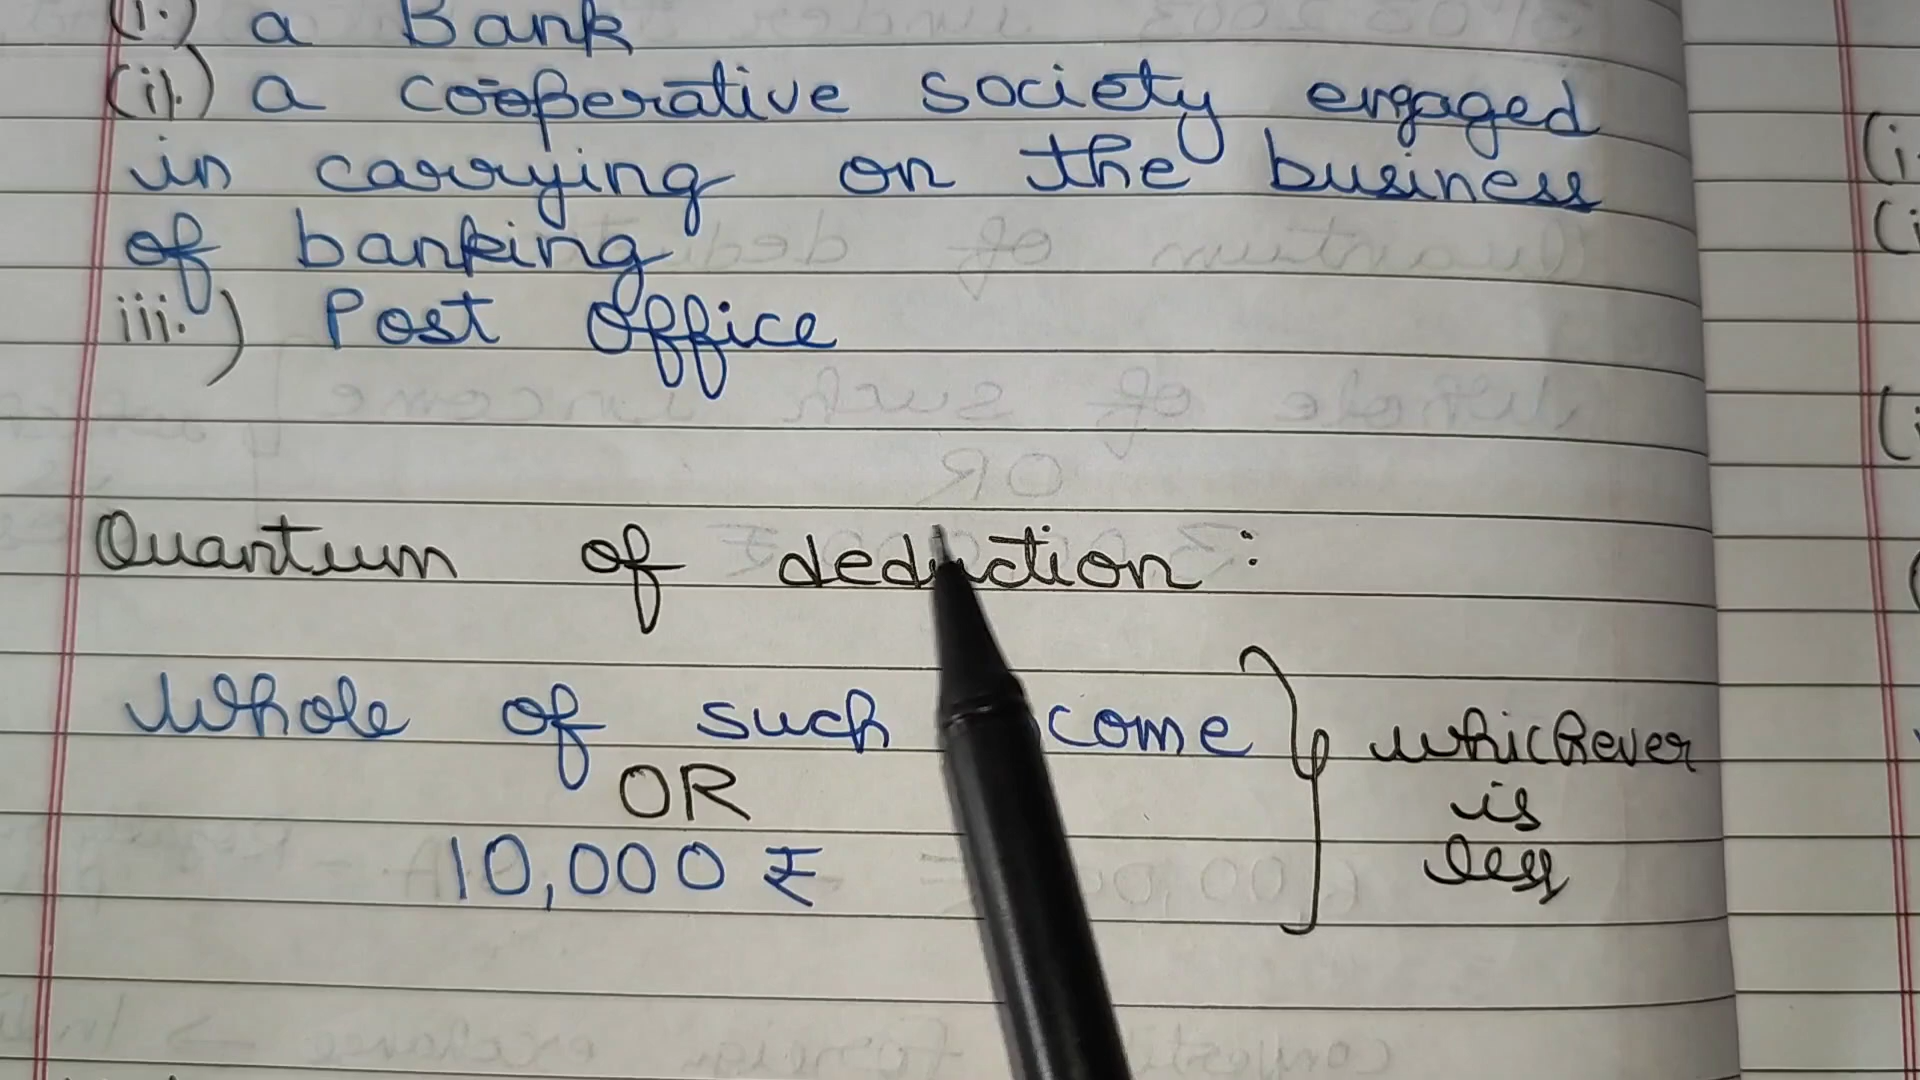 (i.) a Bank
(ii.) a cooperative society engaged
in carrying on the business
of banking
iii.) Post Office
Quantum of deduction :
Whole of such come
OR
10,000 ₹
whichever
is
less